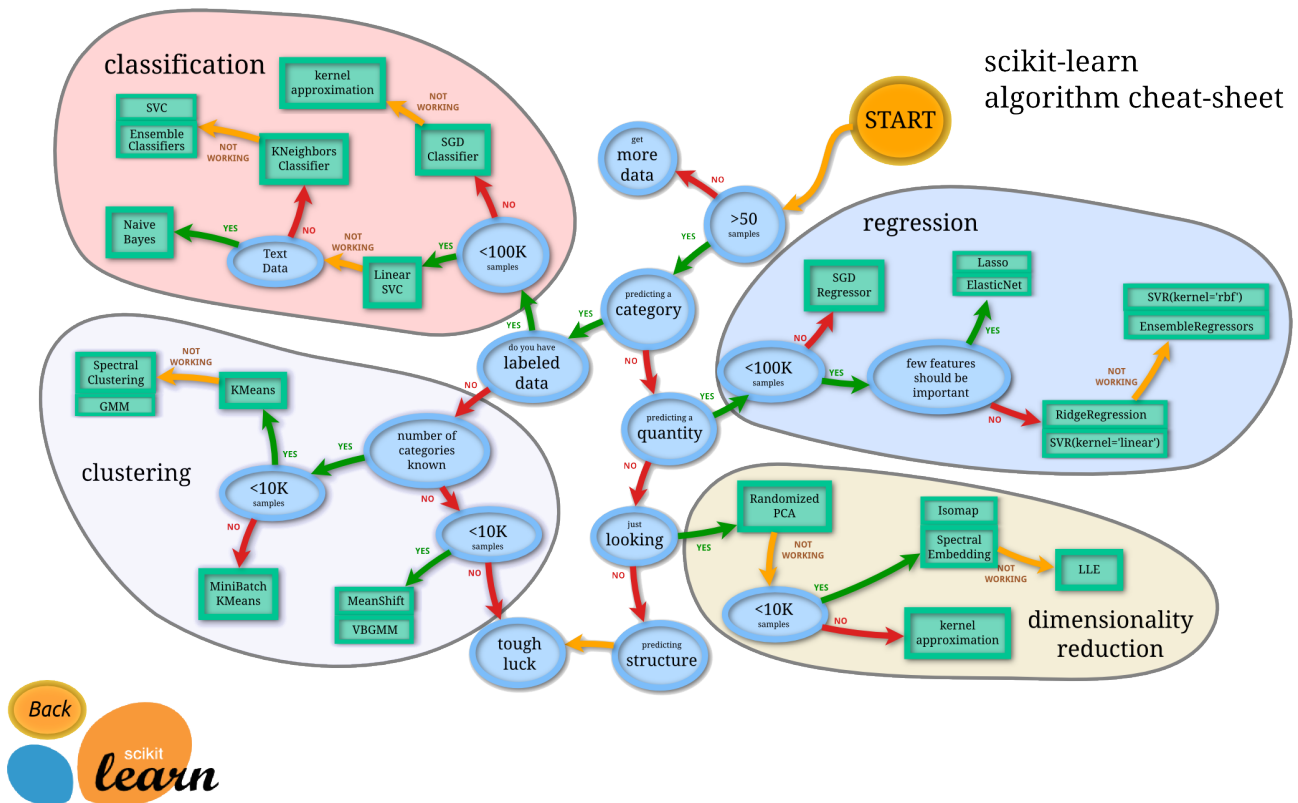 scikit-learn
algorithm cheat-sheet
START
get
more
data
NO
>50
samples
YES
predicting a
category
YES
NO
do you have
labeled
data
YES
NO
predicting a
quantity
YES
NO
just
looking
YES
NO
predicting
structure
tough
luck
classification
kernel
approximation
NOT
WORKING
SVC
Ensemble
Classifiers
NOT
WORKING
KNeighbors
Classifier
SGD
Classifier
NO
<100K
samples
YES
Linear
SVC
NOT
WORKING
Text
Data
NO
YES
Naive
Bayes
regression
SGD
Regressor
NO
<100K
samples
YES
few features
should be
important
YES
Lasso
ElasticNet
NO
RidgeRegression
SVR(kernel='linear')
NOT
WORKING
SVR(kernel='rbf')
EnsembleRegressors
clustering
Spectral
Clustering
GMM
NOT
WORKING
KMeans
YES
<10K
samples
NO
MiniBatch
KMeans
number of
categories
known
YES
NO
<10K
samples
YES
NO
MeanShift
VBGMM
dimensionality
reduction
Randomized
PCA
NOT
WORKING
<10K
samples
YES
NO
Isomap
Spectral
Embedding
NOT
WORKING
LLE
kernel
approximation
Back
scikit
learn